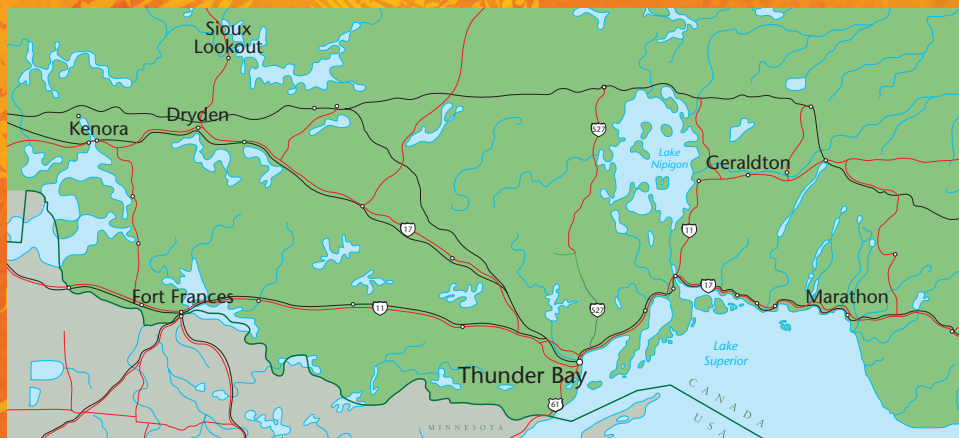 Sioux
Lookout
Dryden
Kenora
527
Lake
Nipigon
Geraldton
17
11
17
Fort Frances
Marathon
11
527
Lake
Superior
Thunder Bay
CANADA
USA
61
MINNESOTA